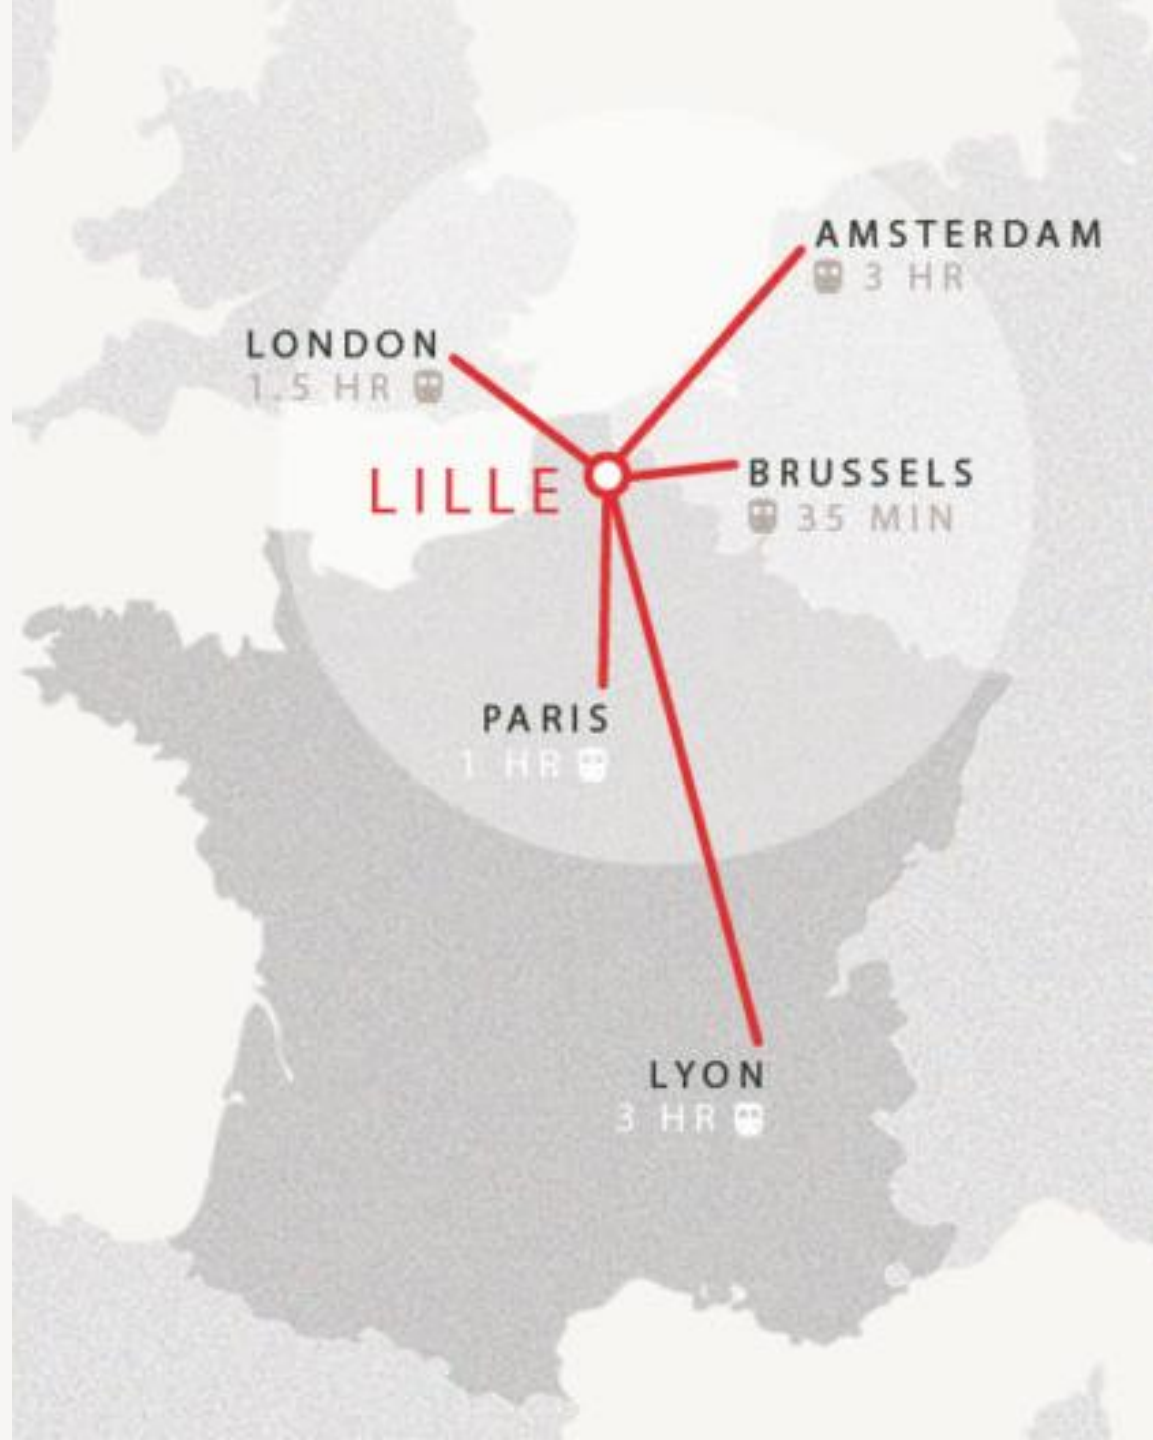 AMSTERDAM
3 HR
LONDON
1.5 HR
LILLE
BRUSSELS
35 MIN
PARIS
1 HR
LYON
3 HR